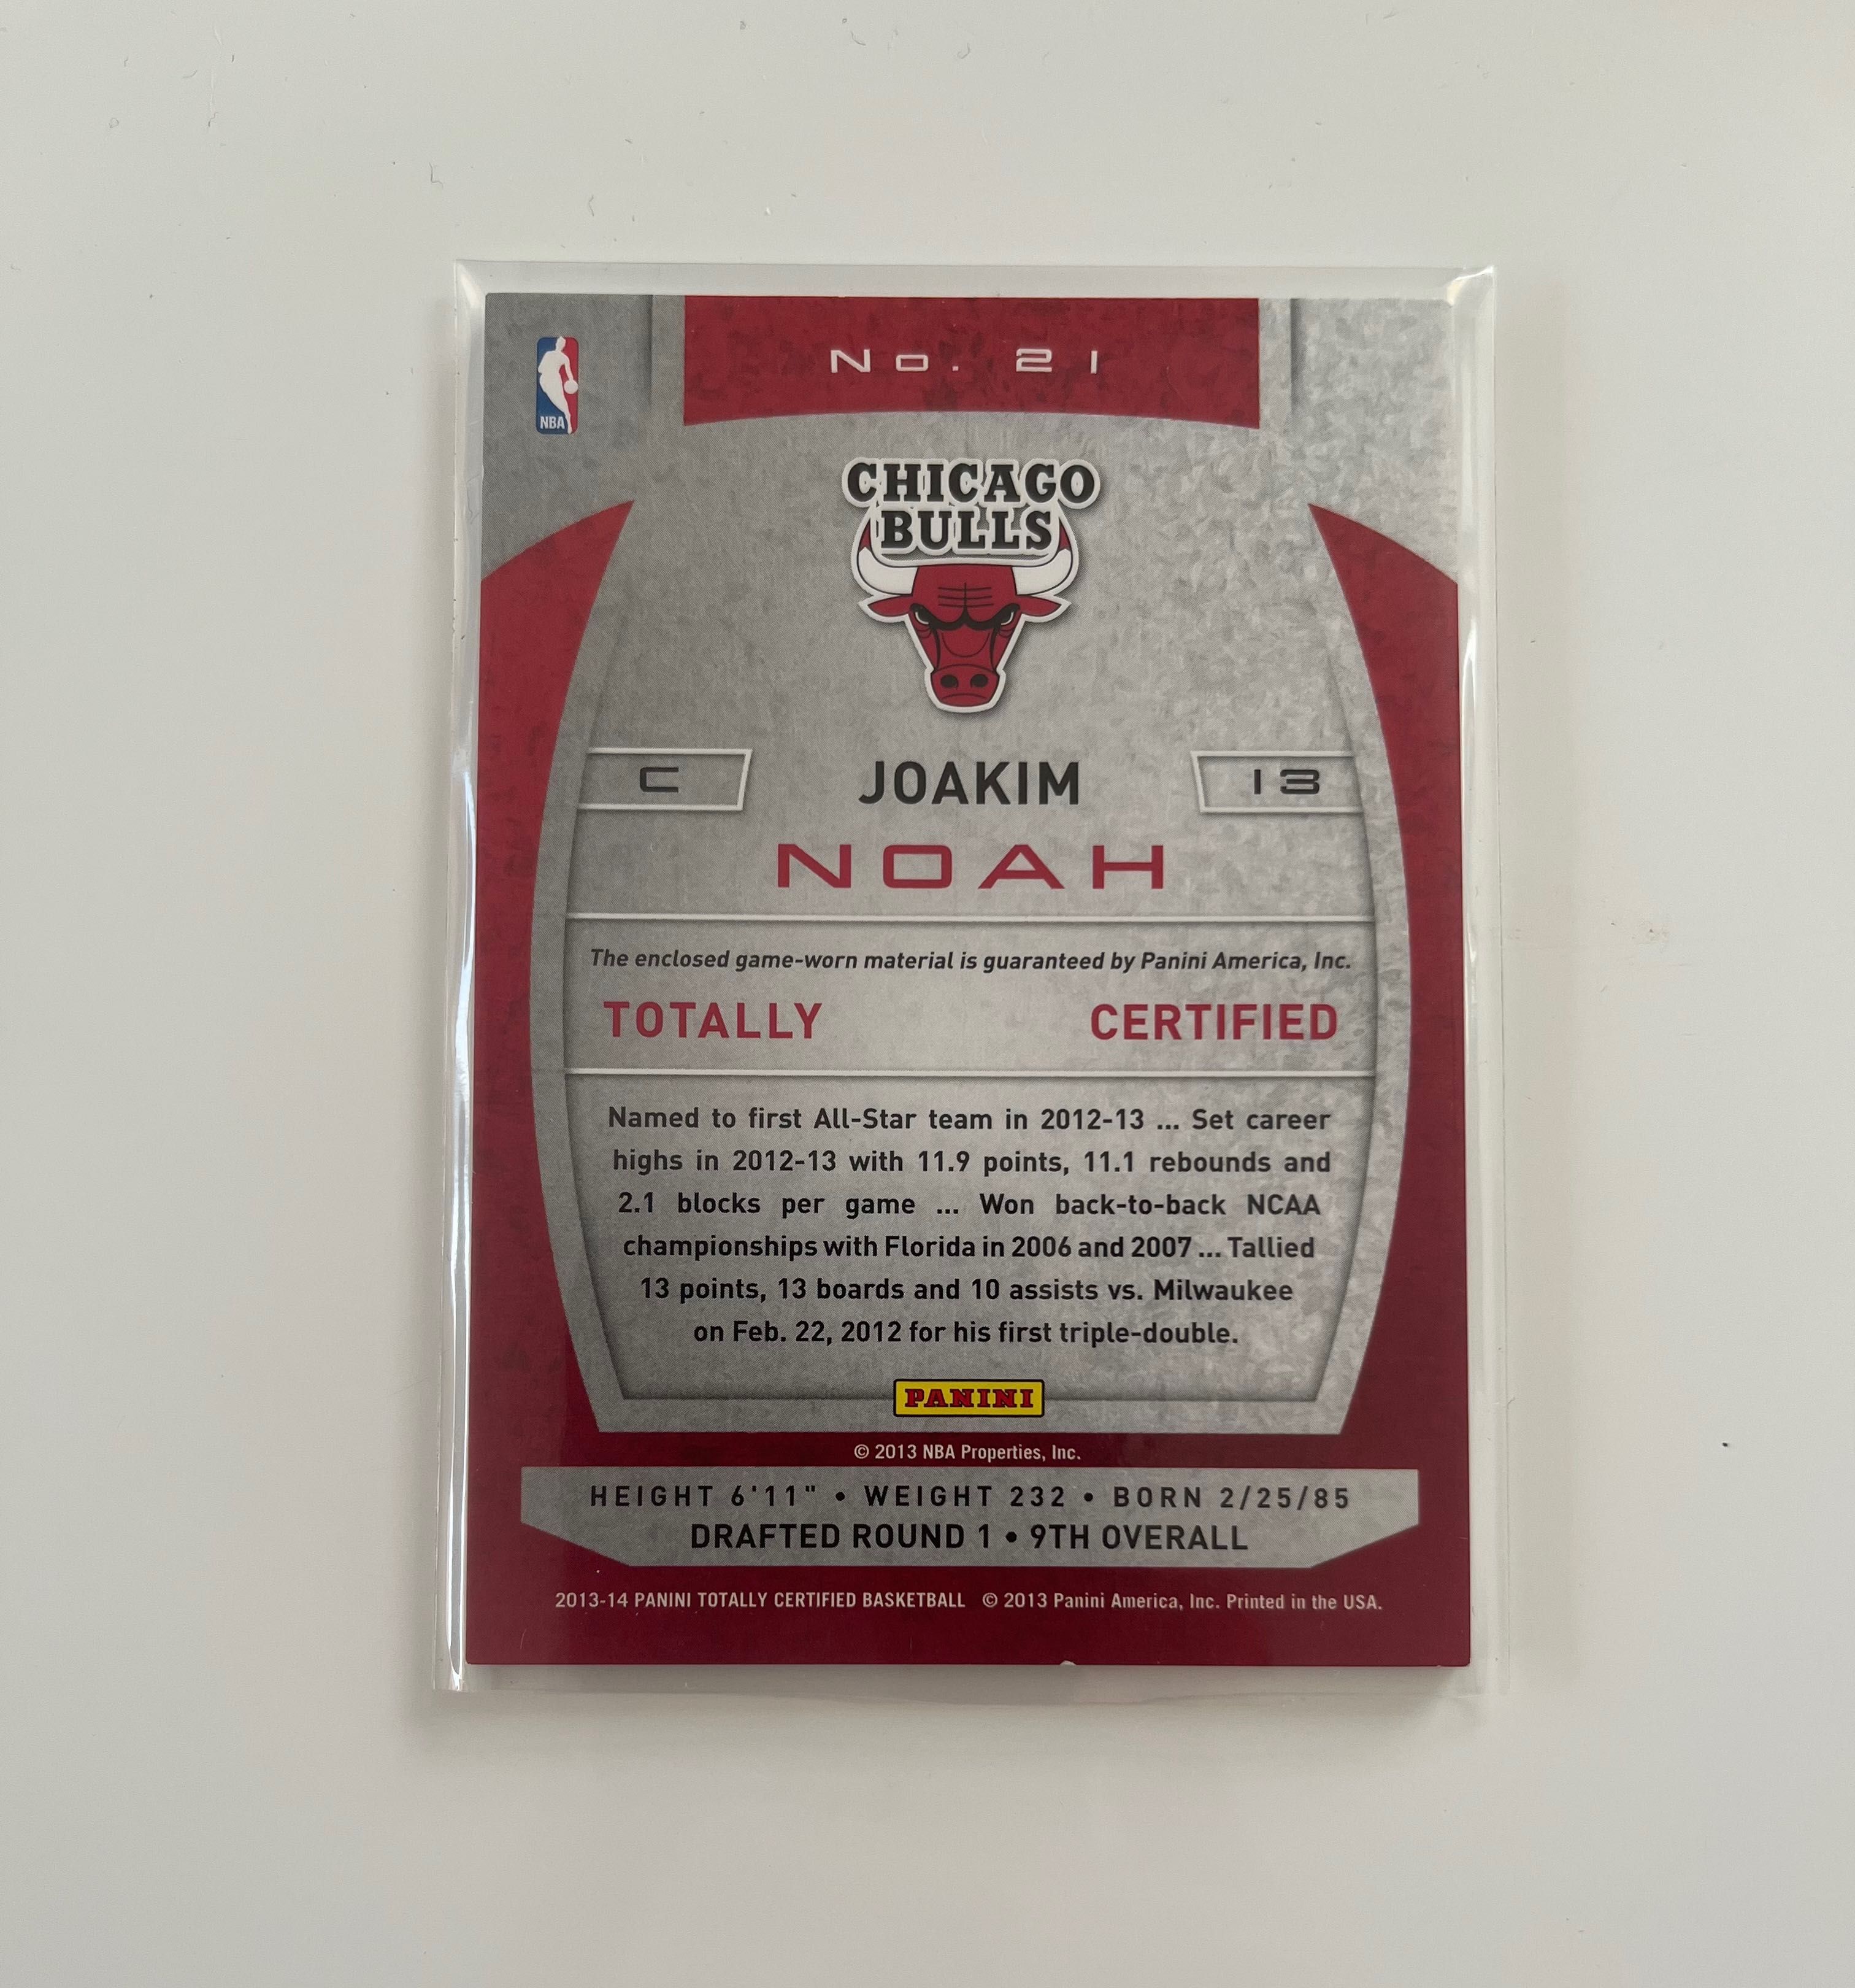 No. 21
NBA
CHICAGO
BULLS
C JOAKIM 13
NOAH
The enclosed game-worn material is guaranteed by Panini America, Inc.
TOTALLY CERTIFIED
Named to first All-Star team in 2012-13 ... Set career
highs in 2012-13 with 11.9 points, 11.1 rebounds and
2.1 blocks per game ... Won back-to-back NCAA
championships with Florida in 2006 and 2007 ... Tallied
13 points, 13 boards and 10 assists vs. Milwaukee
on Feb. 22, 2012 for his first triple-double.
PANINI
© 2013 NBA Properties, Inc.
HEIGHT 6'11" • WEIGHT 232 • BORN 2/25/85
DRAFTED ROUND 1 • 9TH OVERALL
2013-14 PANINI TOTALLY CERTIFIED BASKETBALL © 2013 Panini America, Inc. Printed in the USA.